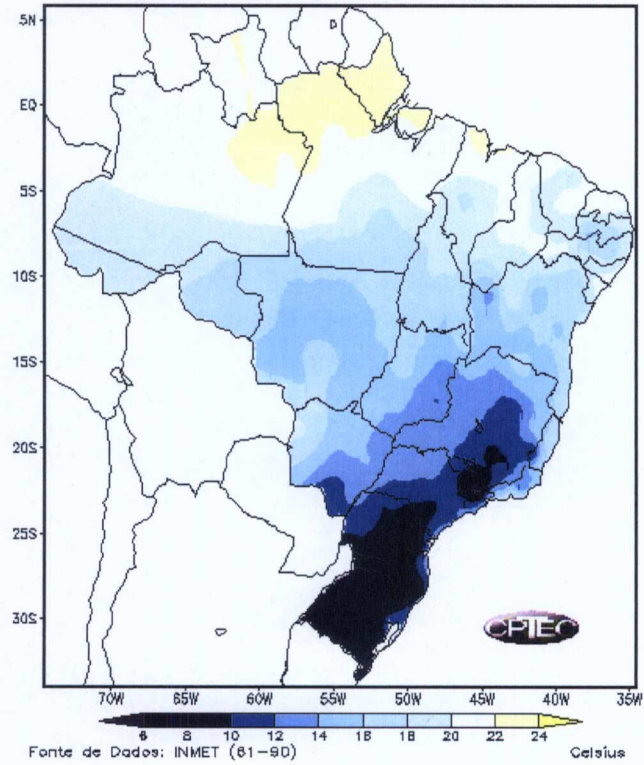 5N
EQ
5S
10S
15S
20S
25S
30S
CPTEC
70W 65W 60W 55W 50W 45W 40W 35W
6 8 10 12 14 16 18 20 22 24
Fonte de Dados: INMET (61-90) Celsius